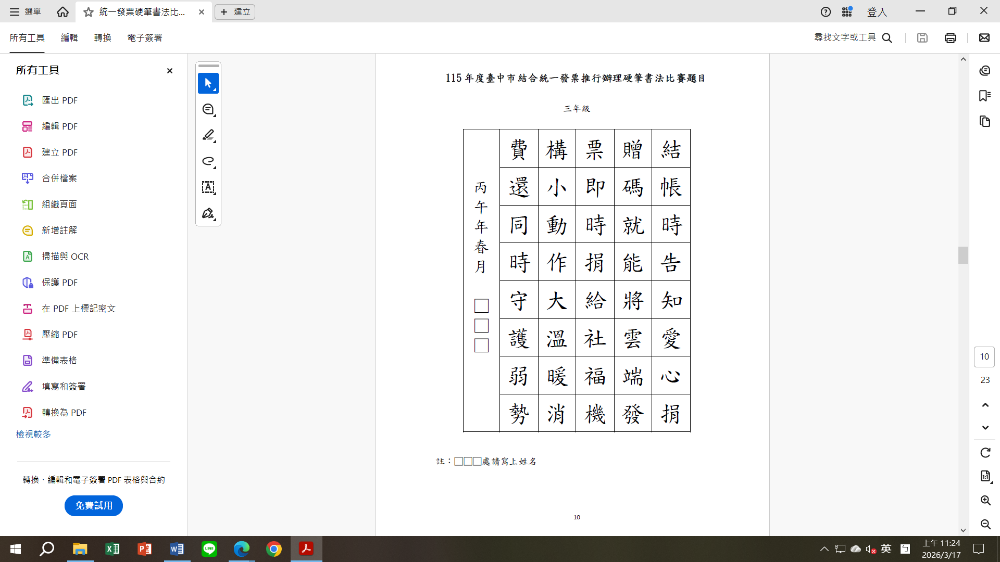 選單
統一發票硬筆書法比...
建立
登入
所有工具
編輯
轉換
電子簽署
尋找文字或工具
所有工具
匯出 PDF
編輯 PDF
建立 PDF
合併檔案
組織頁面
新增註解
掃描與 OCR
保護 PDF
在 PDF 上標記密文
壓縮 PDF
準備表格
填寫和簽署
轉換為 PDF
檢視較多
轉換、編輯和電子簽署 PDF 表格與合約
免費試用
115 年度臺中市結合統一發票推行辦理硬筆書法比賽題目
三年級
結帳時告知愛心捐
贈碼就能將雲端發
票即時捐給社福機
構小動作大溫暖消
費還同時守護弱勢
丙午年春月□□□
註：□□□處請寫上姓名
10
10
23
英
上午 11:24
2026/3/17